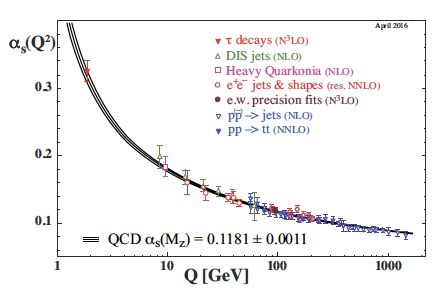 April 2016
αs(Q²)
τ decays (N³LO)
DIS jets (NLO)
Heavy Quarkonia (NLO)
e⁺e⁻ jets & shapes (res. NNLO)
e.w. precision fits (N³LO)
pp(–) –> jets (NLO)
pp –> tt (NNLO)
0.3
0.2
0.1
QCD αs(Mz) = 0.1181 ± 0.0011
1 10 100 1000
Q [GeV]